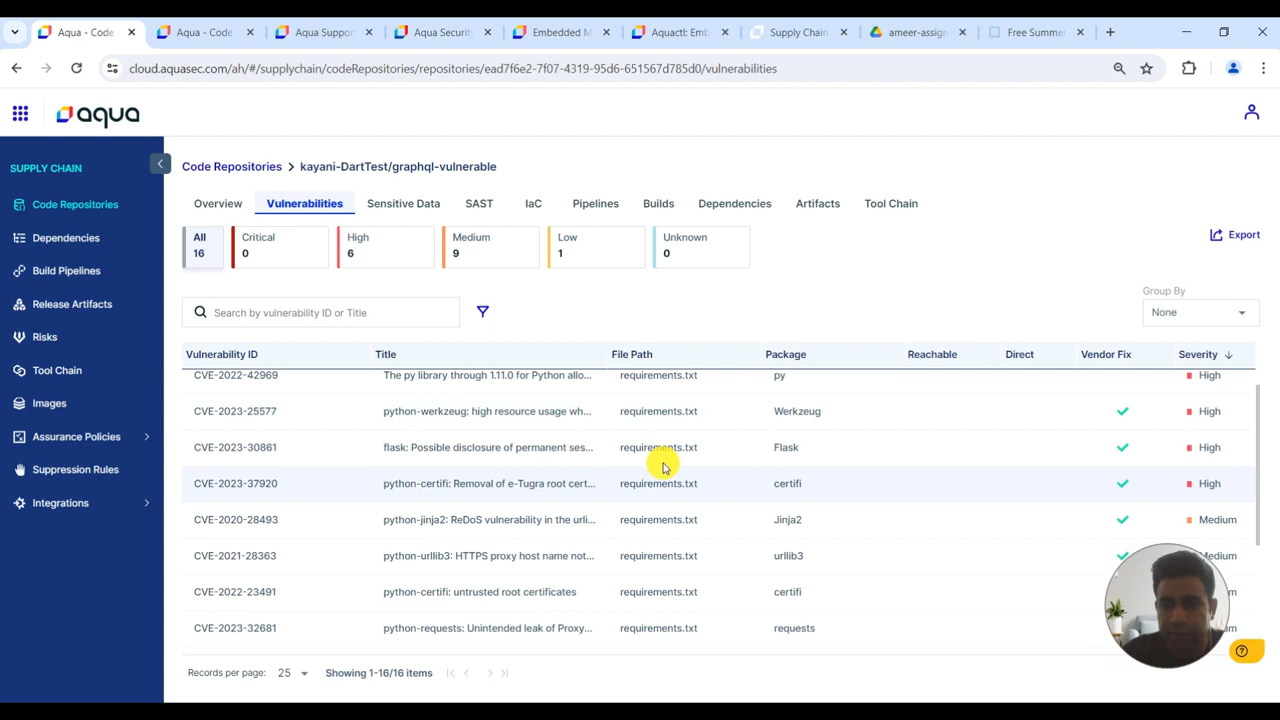 Aqua - Code
Aqua - Code
Aqua Suppo
Aqua Security
Embedded M
Aquactl: Emb
Supply Chain
ameer-assign
Free Summer
cloud.aquasec.com/ah/#/supplychain/codeRepositories/repositories/ead7f6e2-7f07-4319-95d6-651567d785d0/vulnerabilities
aqua
SUPPLY CHAIN
Code Repositories
Dependencies
Build Pipelines
Release Artifacts
Risks
Tool Chain
Images
Assurance Policies
Suppression Rules
Integrations
Code Repositories > kayani-DartTest/graphql-vulnerable
Overview Vulnerabilities Sensitive Data SAST IaC Pipelines Builds Dependencies Artifacts Tool Chain
All Critical High Medium Low Unknown
16 0 6 9 1 0
Export
Group By
Search by vulnerability ID or Title
None
Vulnerability ID Title File Path Package Reachable Direct Vendor Fix Severity
CVE-2022-42969 The py library through 1.11.0 for Python allo... requirements.txt py High
CVE-2023-25577 python-werkzeug: high resource usage wh... requirements.txt Werkzeug High
CVE-2023-30861 flask: Possible disclosure of permanent ses... requirements.txt Flask High
CVE-2023-37920 python-certifi: Removal of e-Tugra root cert... requirements.txt certifi High
CVE-2020-28493 python-jinja2: ReDoS vulnerability in the urli... requirements.txt Jinja2 Medium
CVE-2021-28363 python-urllib3: HTTPS proxy host name not... requirements.txt urllib3 Medium
CVE-2022-23491 python-certifi: untrusted root certificates requirements.txt certifi
CVE-2023-32681 python-requests: Unintended leak of Proxy... requirements.txt requests
Records per page: 25 Showing 1-16/16 items